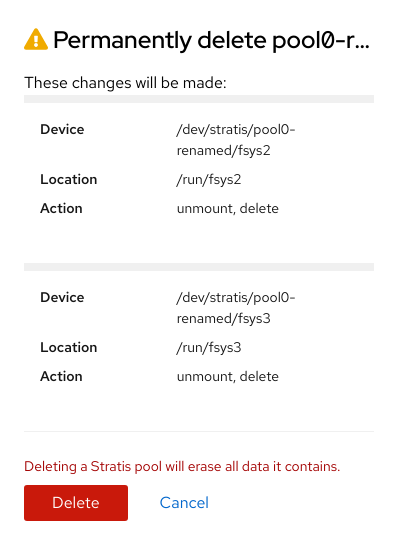 Permanently delete pool0-r...
These changes will be made:
Device
/dev/stratis/pool0-
renamed/fsys2
Location
/run/fsys2
Action
unmount, delete
Device
/dev/stratis/pool0-
renamed/fsys3
Location
/run/fsys3
Action
unmount, delete
Deleting a Stratis pool will erase all data it contains.
Delete
Cancel